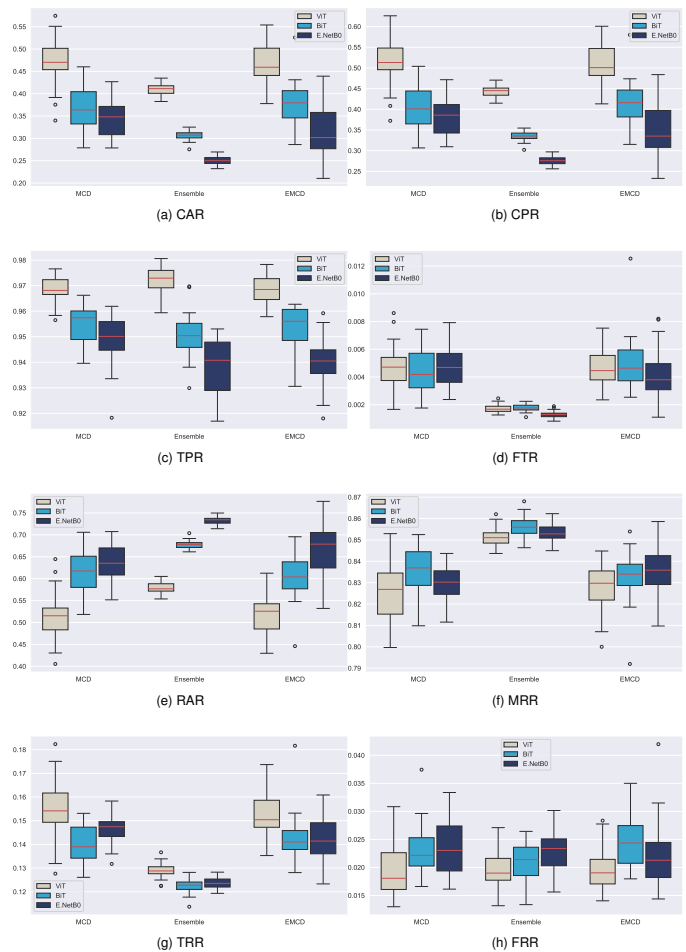 0.55
0.50
0.45
0.40
0.35
0.30
0.25
0.20
ViT
BiT
E.NetB0
MCD
Ensemble
EMCD
(a) CAR
0.60
0.55
0.50
0.45
0.40
0.35
0.30
0.25
ViT
BiT
E.NetB0
MCD
Ensemble
EMCD
(b) CPR
0.98
0.97
0.96
0.95
0.94
0.93
0.92
ViT
BiT
E.NetB0
MCD
Ensemble
EMCD
(c) TPR
0.012
0.010
0.008
0.006
0.004
0.002
ViT
BiT
E.NetB0
MCD
Ensemble
EMCD
(d) FTR
0.75
0.70
0.65
0.60
0.55
0.50
0.45
0.40
ViT
BiT
E.NetB0
MCD
Ensemble
EMCD
(e) RAR
0.87
0.86
0.85
0.84
0.83
0.82
0.81
0.80
0.79
ViT
BiT
E.NetB0
MCD
Ensemble
EMCD
(f) MRR
0.18
0.17
0.16
0.15
0.14
0.13
0.12
ViT
BiT
E.NetB0
MCD
Ensemble
EMCD
(g) TRR
0.040
0.035
0.030
0.025
0.020
0.015
ViT
BiT
E.NetB0
MCD
Ensemble
EMCD
(h) FRR